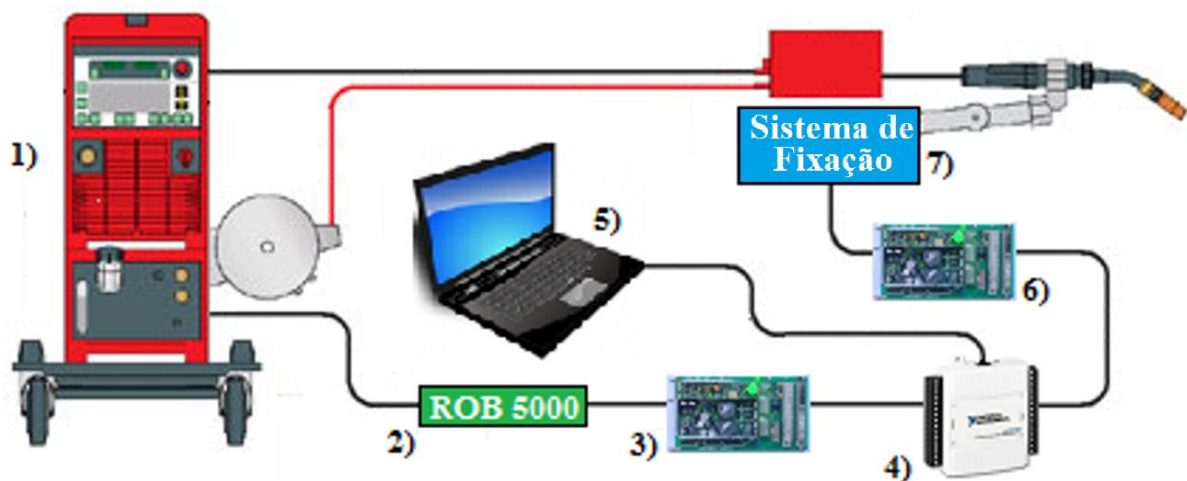 1)
Sistema de
Fixação
7)
5)
6)
ROB 5000
2)
3)
4)